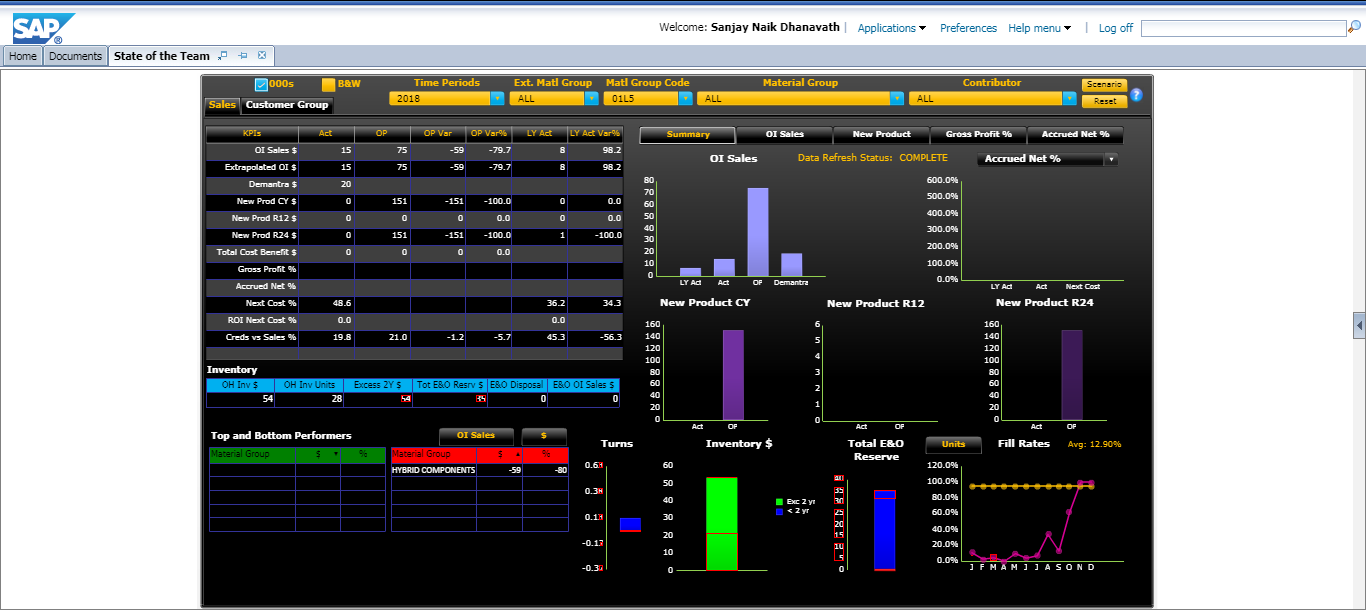 SAP®
Welcome: Sanjay Naik Dhanavath | Applications Preferences Help menu | Log off
Home Documents State of the Team
000s B&W Time Periods Ext. Matl Group Matl Group Code Material Group Contributor Scenario
2018 ALL 01L5 ALL ALL Reset ?
Sales Customer Group
KPIs Act OP OP Var OP Var% LY Act LY Act Var%
OI Sales $ 15 75 -59 -79.7 8 98.2
Extrapolated OI $ 15 75 -59 -79.7 8 98.2
Demantra $ 20
New Prod CY $ 0 151 -151 -100.0 0 0.0
New Prod R12 $ 0 0 0 0.0 0 0.0
New Prod R24 $ 0 151 -151 -100.0 1 -100.0
Total Cost Benefit $ 0 0 0 0.0
Gross Profit %
Accrued Net %
Next Cost % 48.6 36.2 34.3
ROI Next Cost % 0.0 0.0
Creds vs Sales % 19.8 21.0 -1.2 -5.7 45.3 -56.3
Inventory
OH Inv $ OH Inv Units Excess 2Y $ Tot E&O Resrv $ E&O Disposal E&O OI Sales $
54 28 54 35 0 0
Summary OI Sales New Product Gross Profit % Accrued Net %
OI Sales Data Refresh Status: COMPLETE Accrued Net %
80
70
60
50
40
30
20
10
0
LY Act Act OP Demantra
600.0%
500.0%
400.0%
300.0%
200.0%
100.0%
0.0%
LY Act Act Next Cost
New Product CY New Product R12 New Product R24
160
140
120
100
80
60
40
20
0
Act OP
6
5
4
3
2
1
0
Act OP
160
140
120
100
80
60
40
20
0
Act OP
Top and Bottom Performers OI Sales $
Material Group $ %
Material Group $ %
HYBRID COMPONENTS -59 -80
Turns
0.13
Inventory $
60
50
40
30
20
10
0
Exc 2 yr
< 2 yr
Total E&O
Reserve
40
35
30
25
20
15
10
5
0
Units Fill Rates Avg: 12.90%
120.0%
100.0%
80.0%
60.0%
40.0%
20.0%
0.0%
J F M A M J J A S O N D